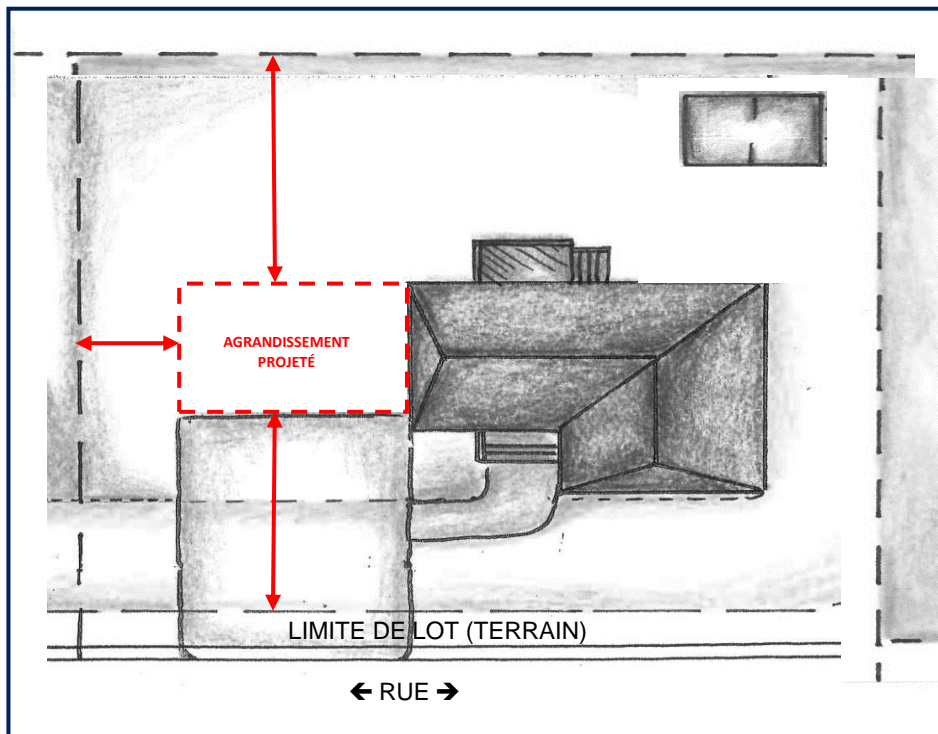 AGRANDISSEMENT
PROJETÉ
LIMITE DE LOT (TERRAIN)
← RUE →